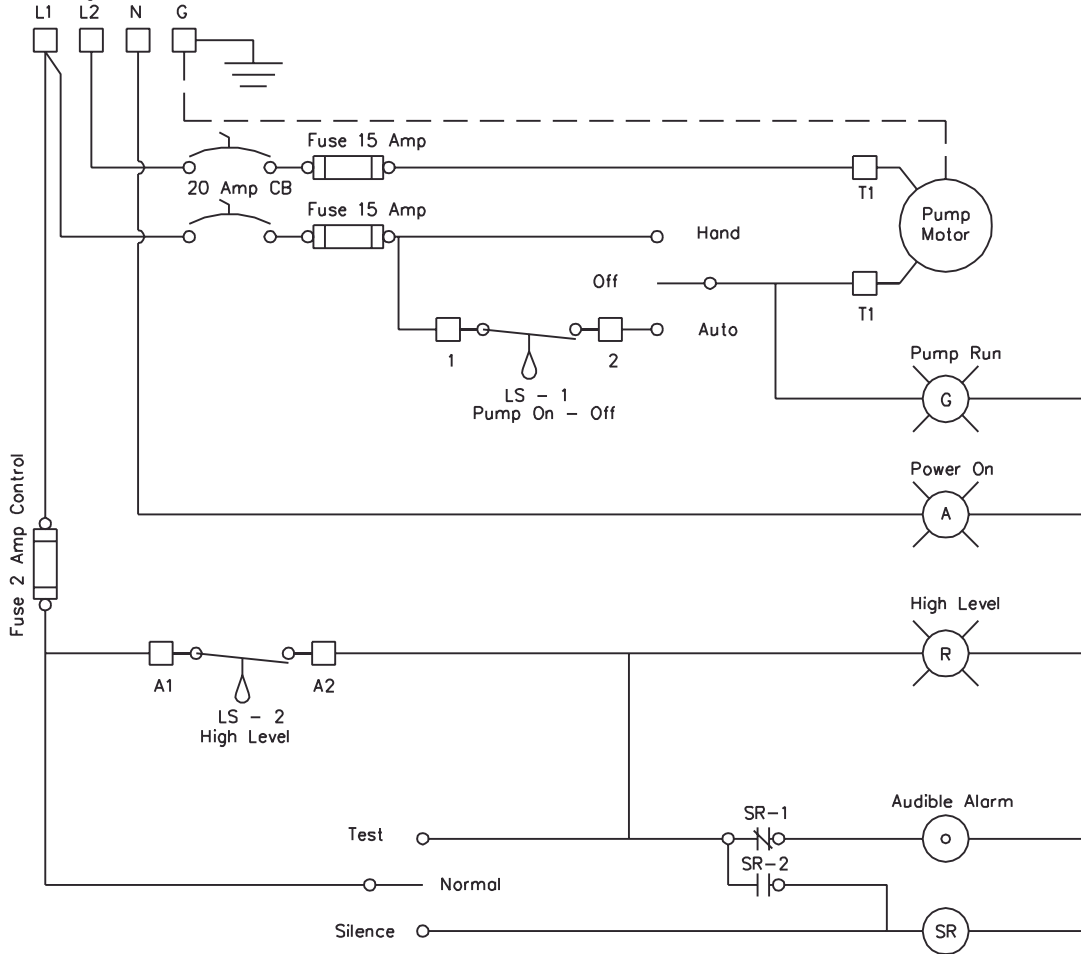 L1 L2 N G
Fuse 15 Amp
20 Amp CB
T1
Fuse 15 Amp
Pump
Motor
Hand
Off
T1
Auto
1
2
LS - 1
Pump On - Off
Pump Run
G
Fuse 2 Amp Control
Power On
A
High Level
R
A1
A2
LS - 2
High Level
Audible Alarm
SR-1
Test
SR-2
Normal
Silence
SR